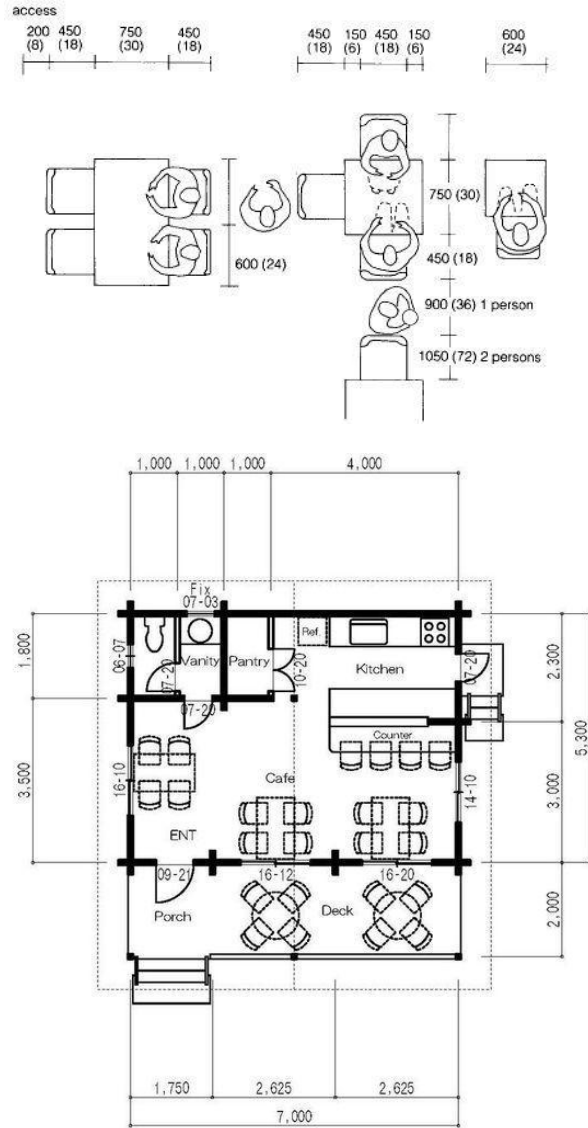 access
200 450 750 450
(8) (18) (30) (18)
450 150 450 150
(18) (6) (18) (6)
600
(24)
750 (30)
600 (24)
450 (18)
900 (36) 1 person
1050 (72) 2 persons
1,000 1,000 1,000 4,000
Fix
07-03
06-07
Vanity
Pantry
Ref.
10-20
Kitchen
07-20
07-20
07-20
1,800
2,300
5,300
3,500
3,000
2,000
16-10
Counter
Cafe
14-10
ENT
09-21
16-12
16-20
Porch
Deck
1,750 2,625 2,625
7,000